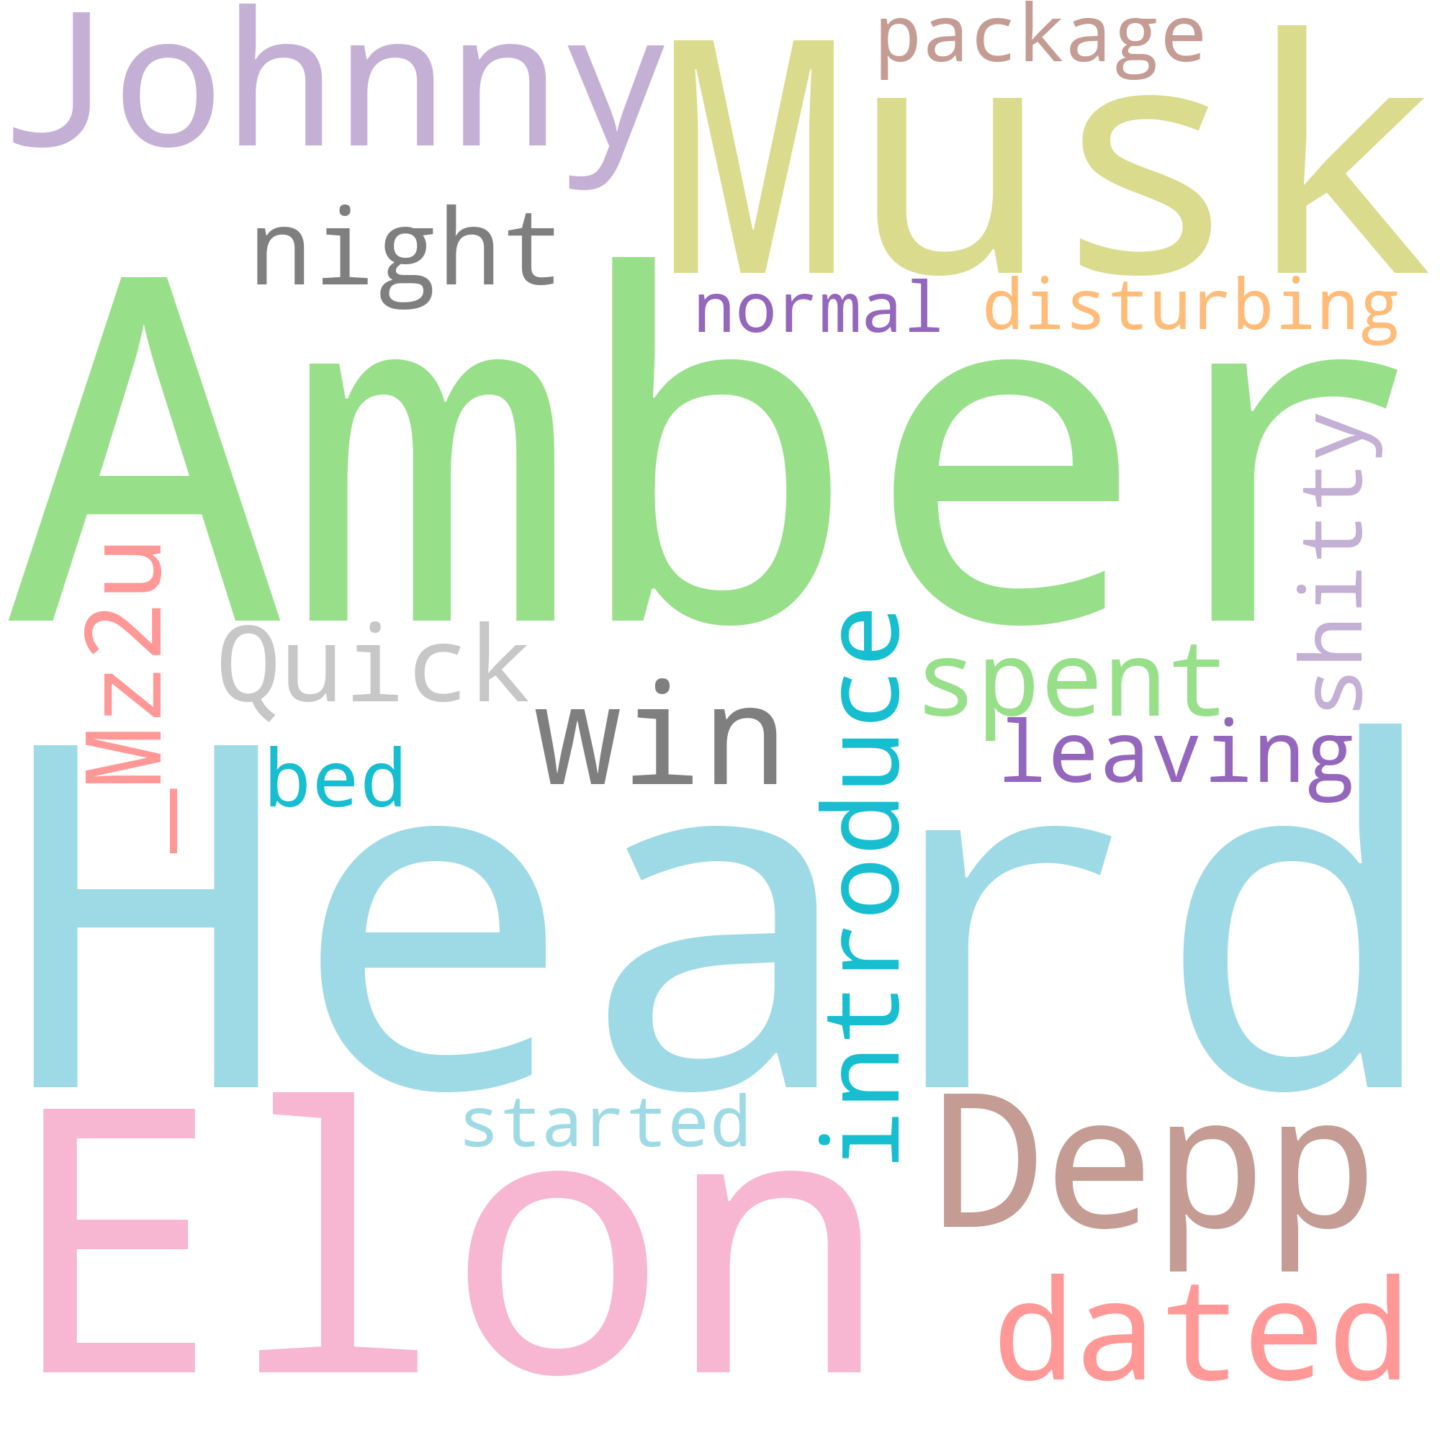 Johnny
Musk
package
night
normal
disturbing
Amber
shitty
_Mz2u
Quick
spent
win
introduce
leaving
bed
Heard
Elon
started
Depp
dated